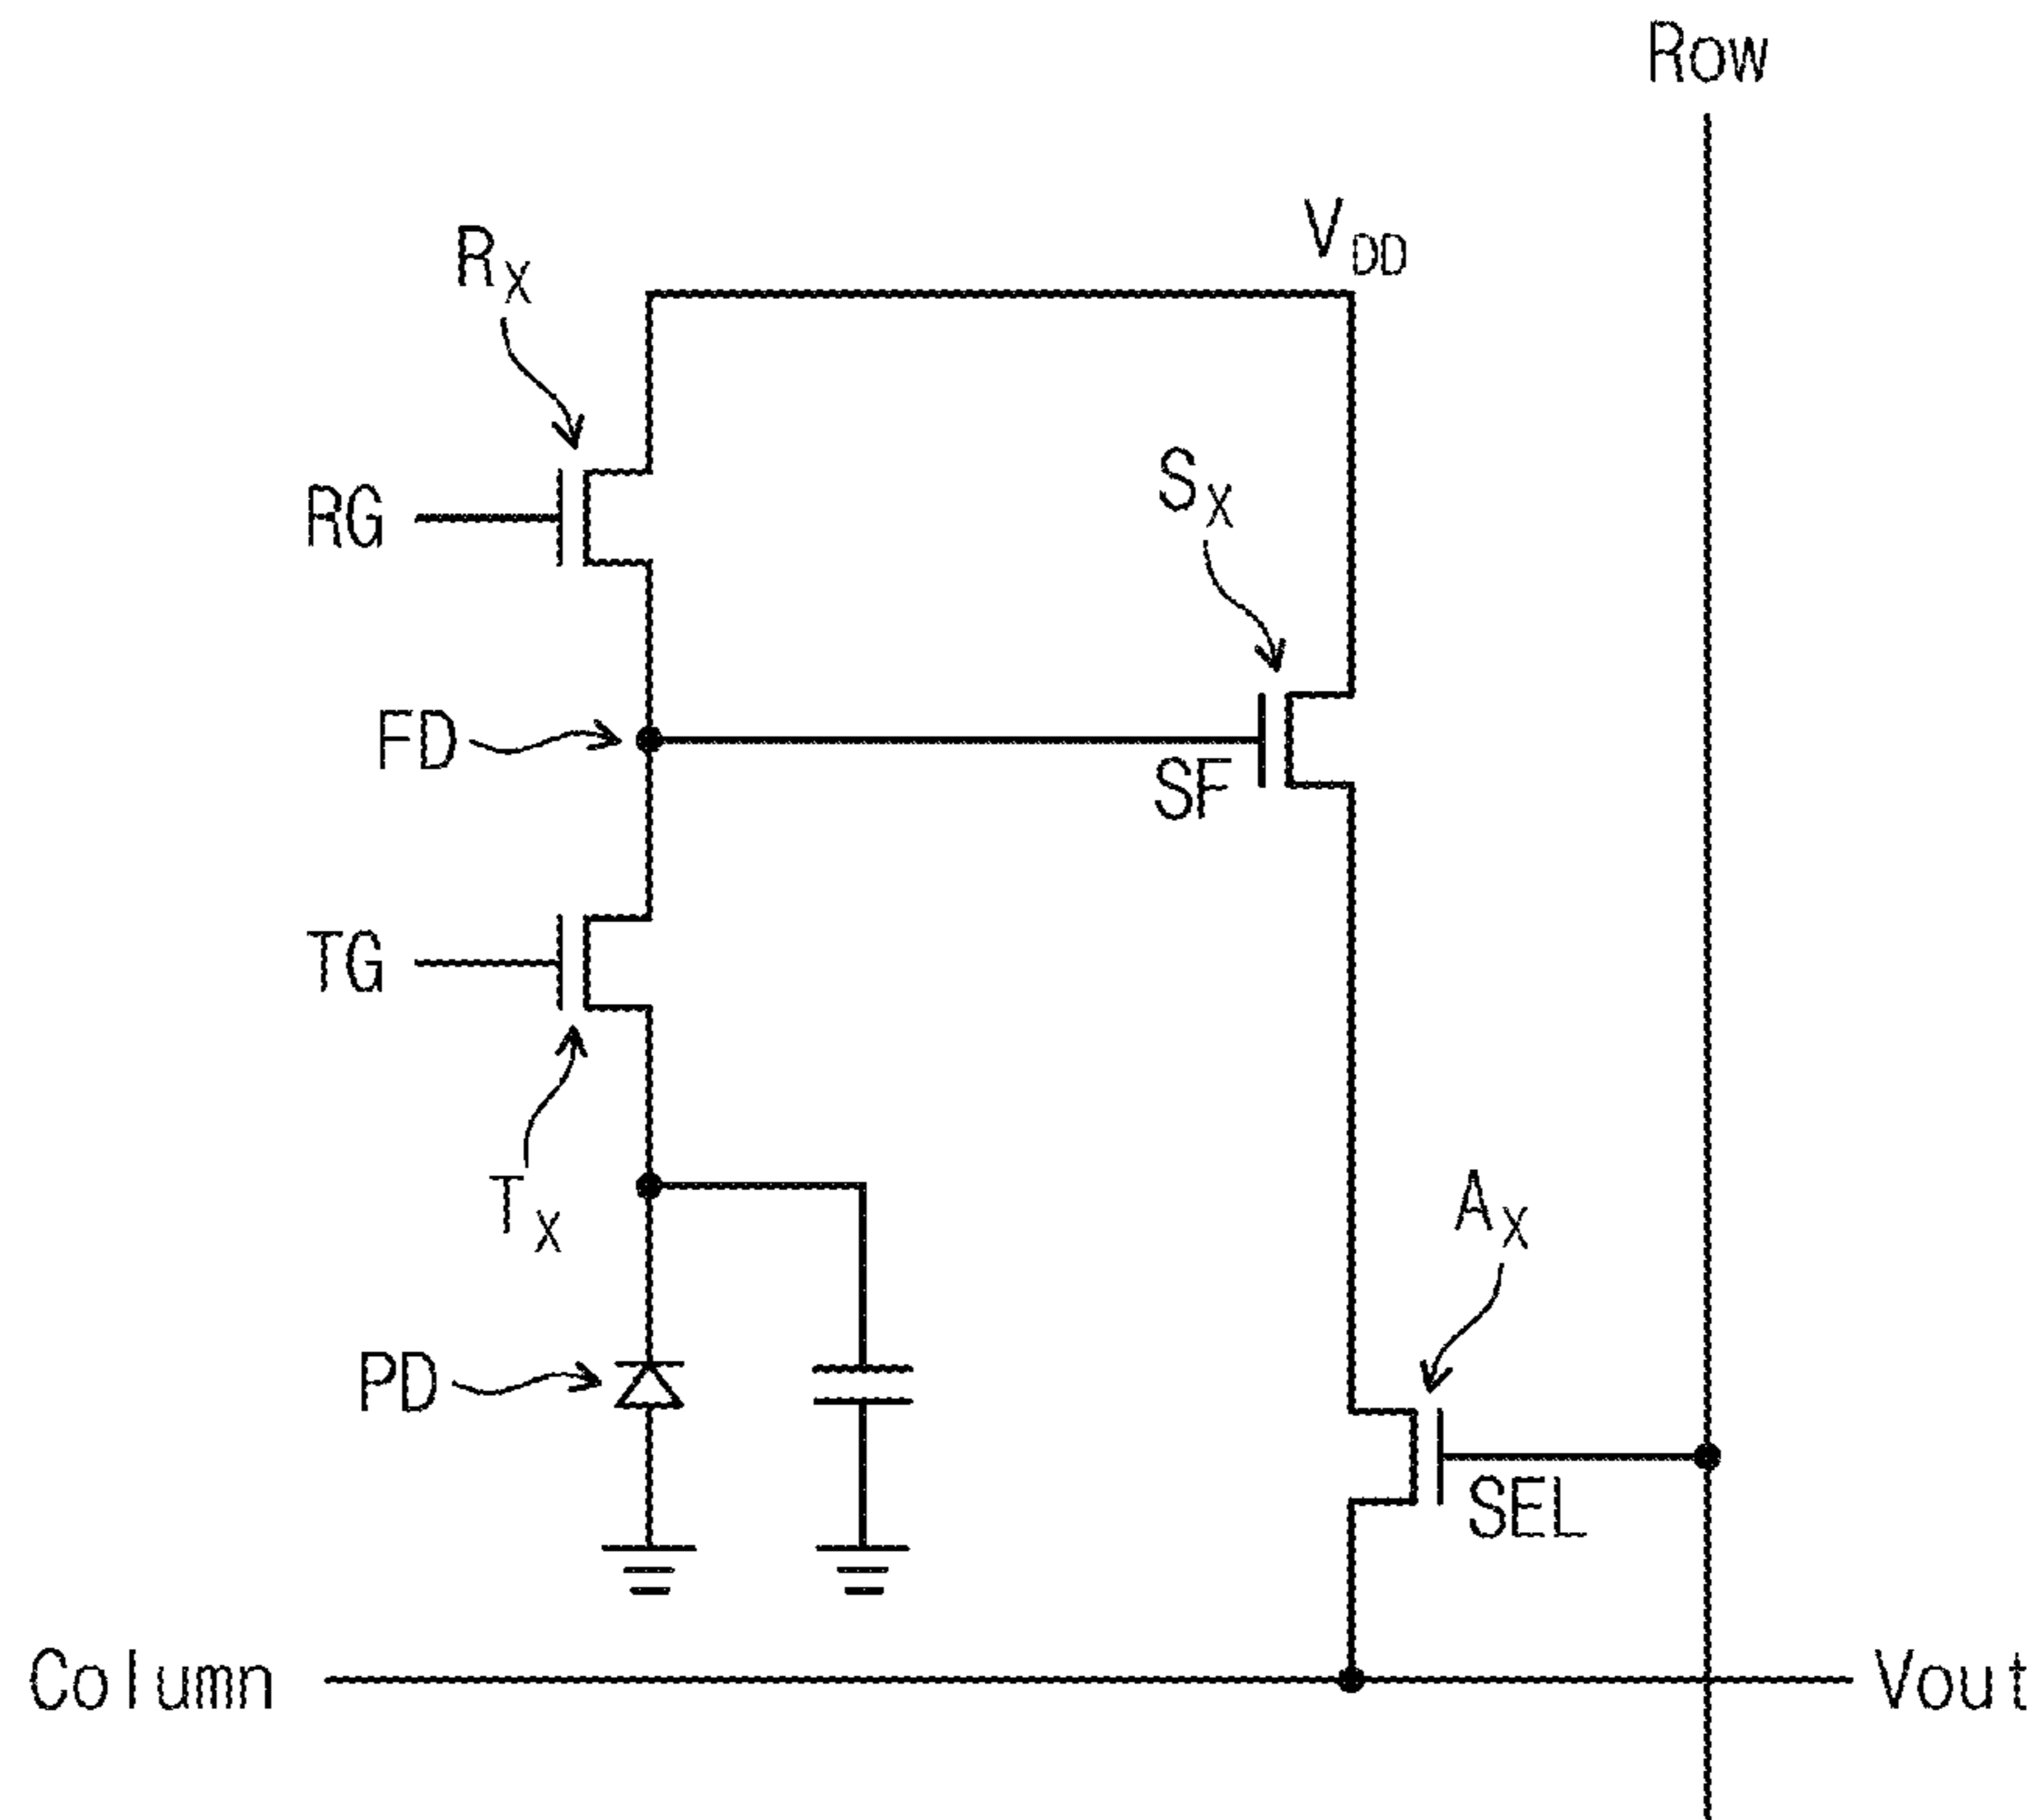 Row
VDD
RX
SX
RG
FD
SF
TG
TX
AX
PD
SEL
Column
Vout